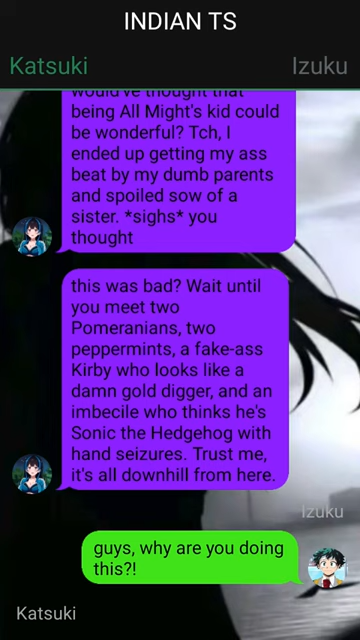 INDIAN TS
Katsuki
Izuku
would've thought that
being All Might's kid could
be wonderful? Tch, I
ended up getting my ass
beat by my dumb parents
and spoiled sow of a
sister. *sighs* you
thought
this was bad? Wait until
you meet two
Pomeranians, two
peppermints, a fake-ass
Kirby who looks like a
damn gold digger, and an
imbecile who thinks he's
Sonic the Hedgehog with
hand seizures. Trust me,
it's all downhill from here.
Izuku
guys, why are you doing
this?!
Katsuki